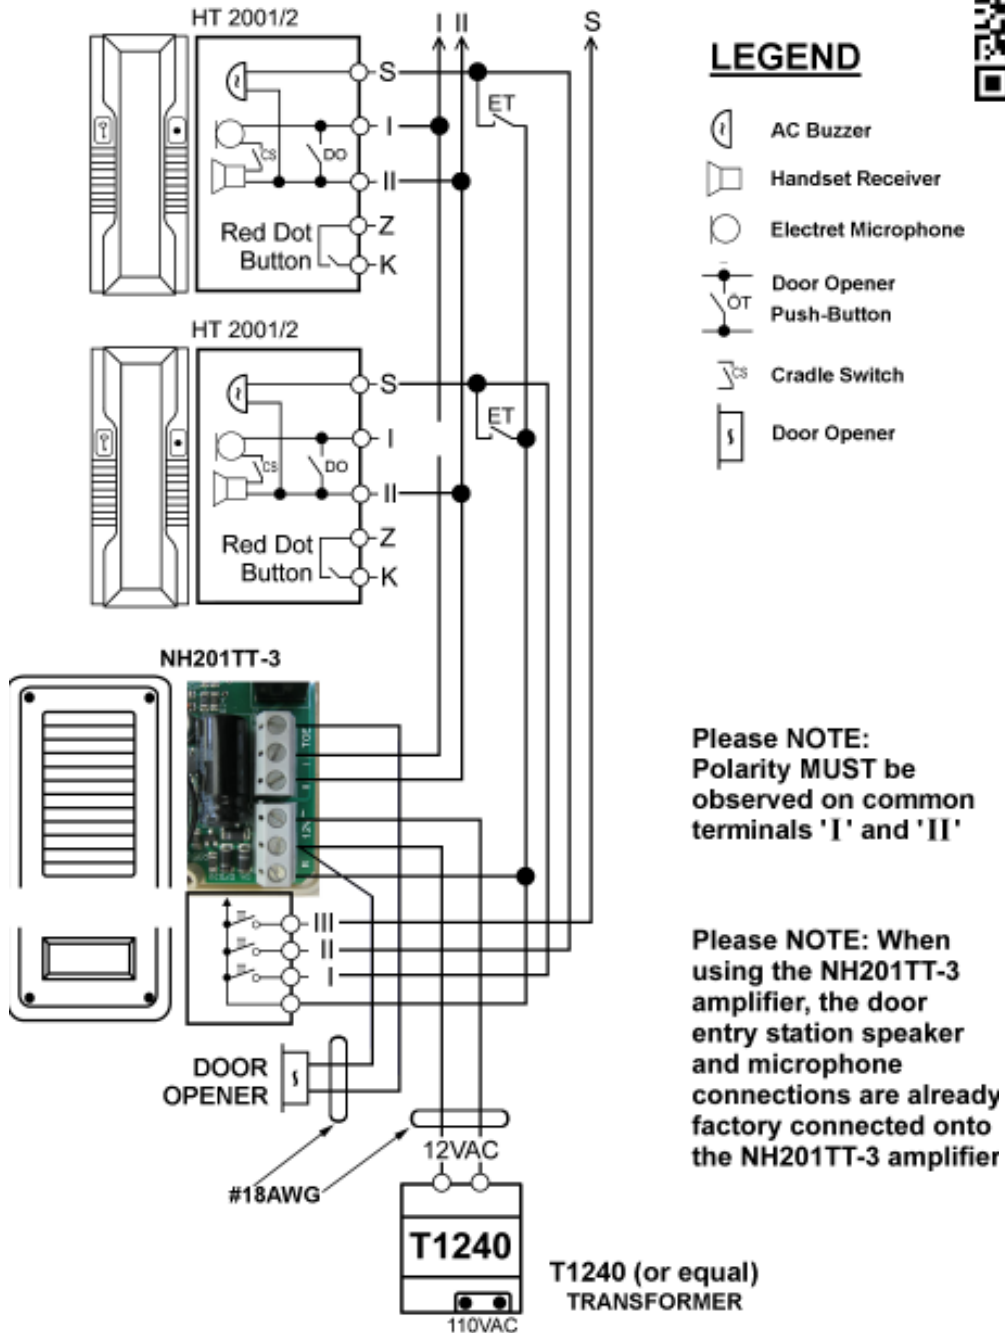 HT 2001/2
I II
S
S
ET
I
CS
DO
II
Red Dot
Button
Z
K
HT 2001/2
S
ET
I
CS
DO
II
Red Dot
Button
Z
K
NH201TT-3
TOE
I
II
12V~
III
II
I
DOOR
OPENER
#18AWG
12VAC
T1240
110VAC
T1240 (or equal)
TRANSFORMER
LEGEND
AC Buzzer
Handset Receiver
Electret Microphone
ÖT
Door Opener
Push-Button
CS
Cradle Switch
Door Opener
Please NOTE:
Polarity MUST be
observed on common
terminals 'I' and 'II'
Please NOTE: When
using the NH201TT-3
amplifier, the door
entry station speaker
and microphone
connections are already
factory connected onto
the NH201TT-3 amplifier